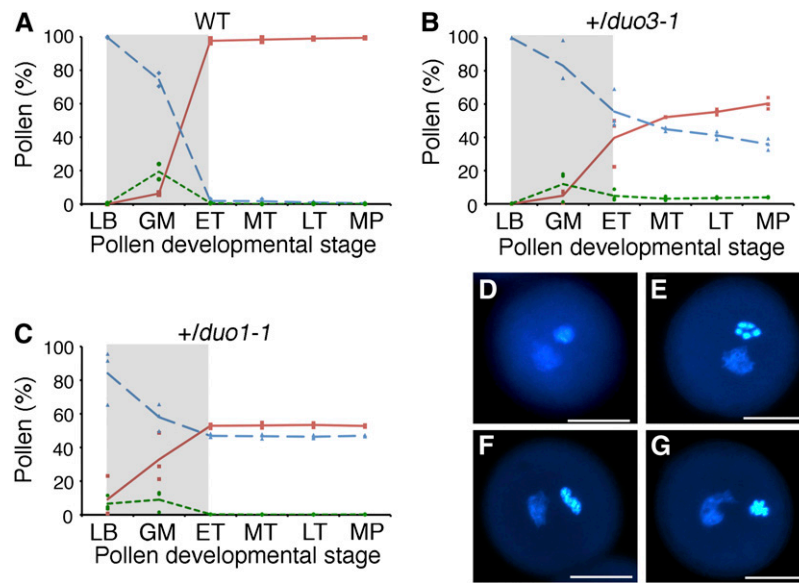 A
WT
Pollen (%)
100
80
60
40
20
0
LB GM ET MT LT MP
Pollen developmental stage
B
+/duo3-1
Pollen (%)
100
80
60
40
20
0
LB GM ET MT LT MP
Pollen developmental stage
C
+/duo1-1
Pollen (%)
100
80
60
40
20
0
LB GM ET MT LT MP
Pollen developmental stage
D
E
F
G